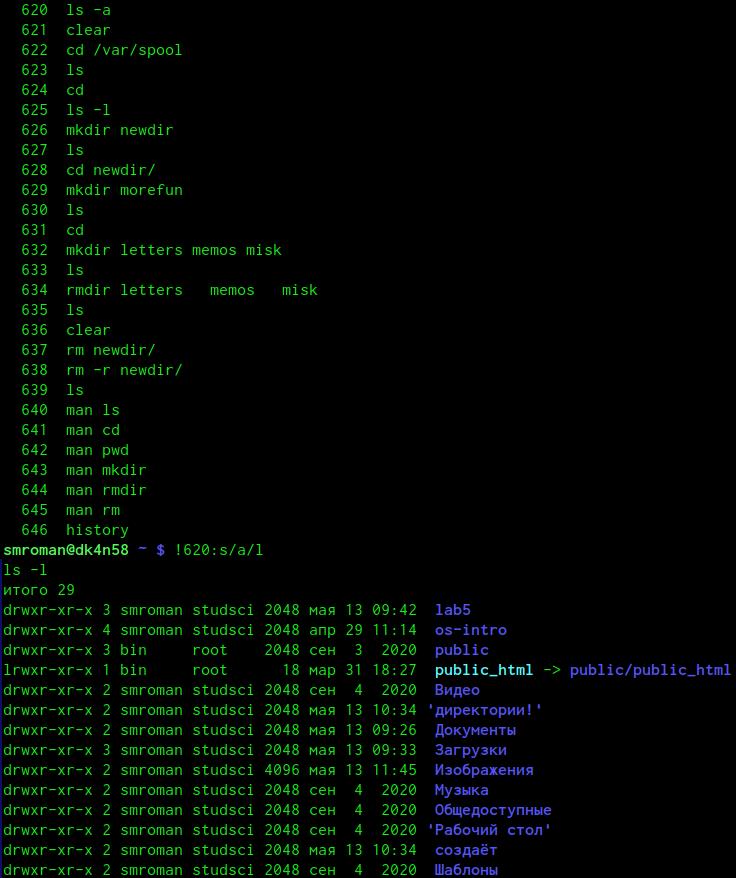 620 ls -a
621 clear
622 cd /var/spool
623 ls
624 cd
625 ls -l
626 mkdir newdir
627 ls
628 cd newdir/
629 mkdir morefun
630 ls
631 cd
632 mkdir letters memos misk
633 ls
634 rmdir letters   memos   misk
635 ls
636 clear
637 rm newdir/
638 rm -r newdir/
639 ls
640 man ls
641 man cd
642 man pwd
643 man mkdir
644 man rmdir
645 man rm
646 history
smroman@dk4n58 ~ $ !620:s/a/l
ls -l
итого 29
drwxr-xr-x 3 smroman studsci 2048 мая 13 09:42  lab5
drwxr-xr-x 4 smroman studsci 2048 апр 29 11:14  os-intro
drwxr-xr-x 3 bin     root    2048 сен  3  2020  public
lrwxr-xr-x 1 bin     root      18 мар 31 18:27  public_html -> public/public_html
drwxr-xr-x 2 smroman studsci 2048 сен  4  2020  Видео
drwxr-xr-x 2 smroman studsci 2048 мая 13 10:34 'директории!'
drwxr-xr-x 2 smroman studsci 2048 мая 13 09:26  Документы
drwxr-xr-x 3 smroman studsci 2048 мая 13 09:33  Загрузки
drwxr-xr-x 2 smroman studsci 4096 мая 13 11:45  Изображения
drwxr-xr-x 2 smroman studsci 2048 сен  4  2020  Музыка
drwxr-xr-x 2 smroman studsci 2048 сен  4  2020  Общедоступные
drwxr-xr-x 2 smroman studsci 2048 сен  4  2020 'Рабочий стол'
drwxr-xr-x 2 smroman studsci 2048 мая 13 10:34  создаёт
drwxr-xr-x 2 smroman studsci 2048 сен  4  2020  Шаблоны